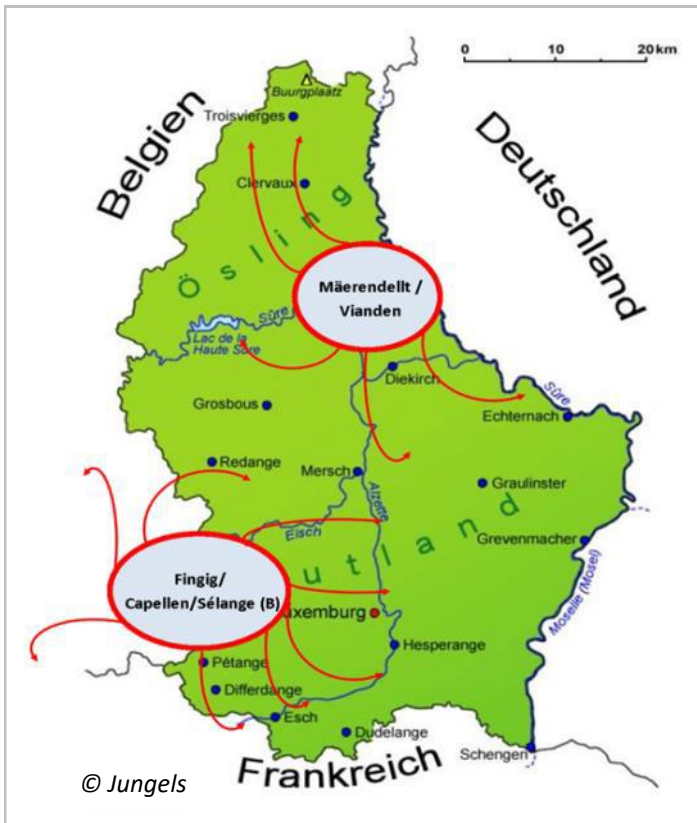 0 10 20 km
Buurgplaatz
Troisvierges
Belgien
Deutschland
Clervaux
Ösling
Mäerendellt /
Vianden
Sûre
Lac de la
Haute Sûre
Diekirch
Sûre
Grosbous
Echternach
Redange
Mersch
Alzette
Graulinster
Eisch
utland
Grevenmacher
Fingig/
Capellen/Sélange (B)
uxemburg
Moselle (Mosel)
Hesperange
Pétange
Differdange
Esch
Dudelange
Schengen
Frankreich
© Jungels